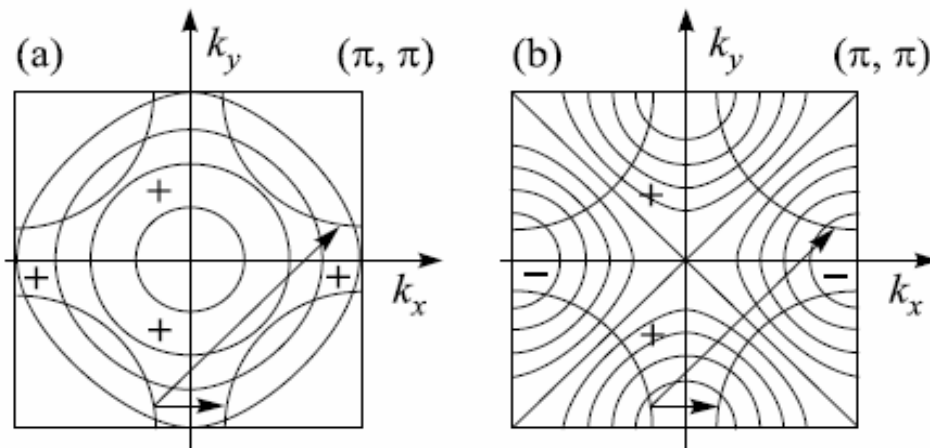 (a) k_y (π, π)
+
+ +
k_x
+
(b) k_y (π, π)
+
− −
k_x
+